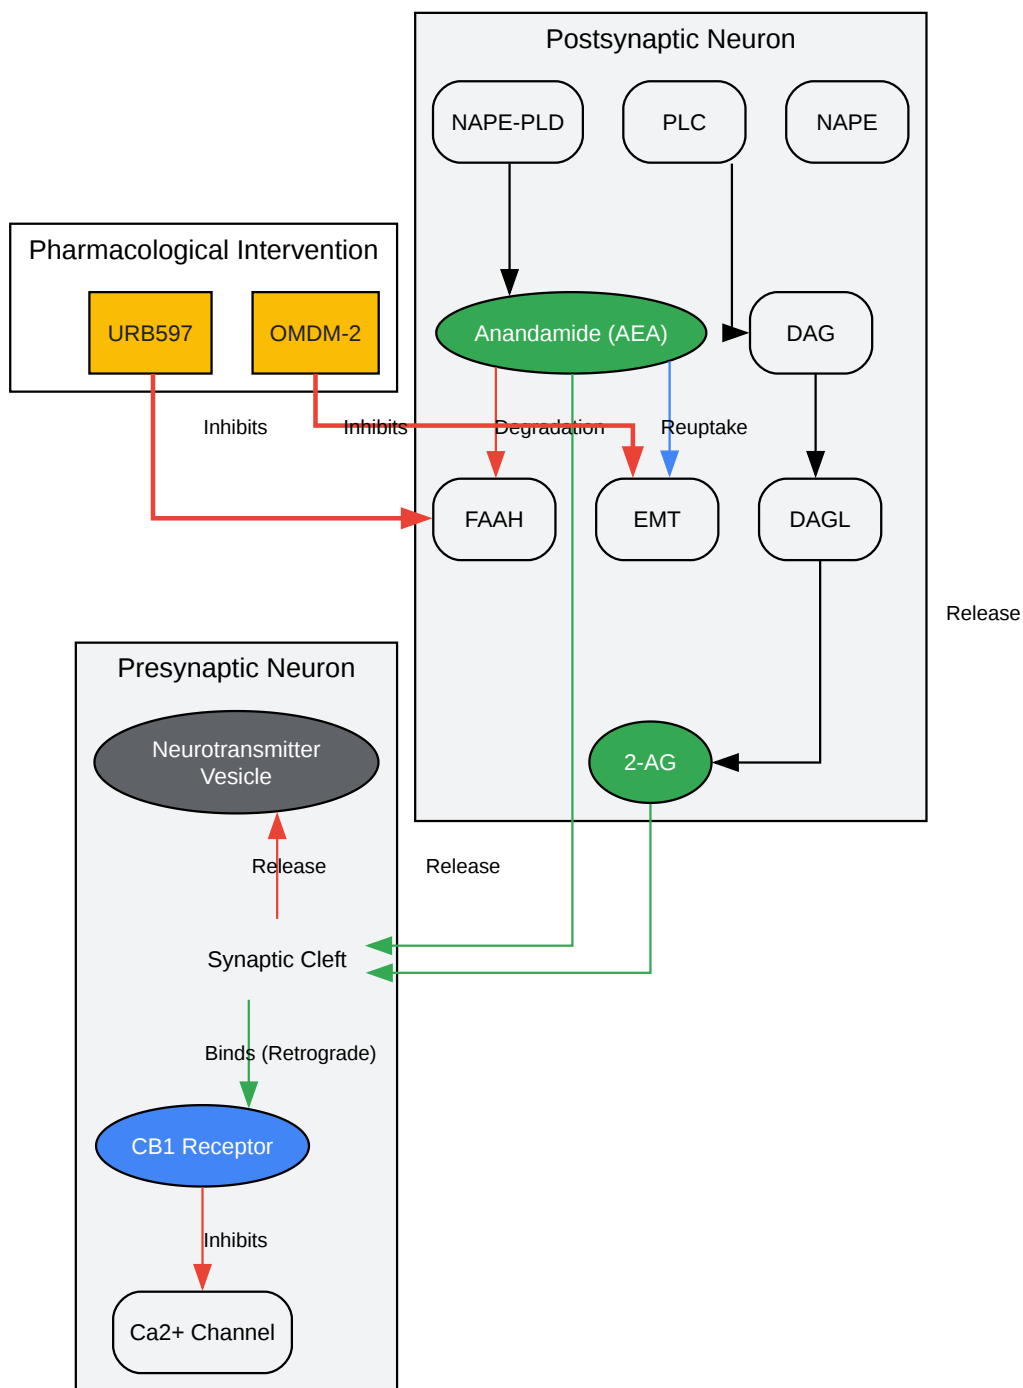 Postsynaptic Neuron
NAPE-PLD
PLC
NAPE
Pharmacological Intervention
URB597
OMDM-2
Anandamide (AEA)
DAG
Inhibits
Inhibits
Degradation
Reuptake
FAAH
EMT
DAGL
Release
Presynaptic Neuron
Neurotransmitter
Vesicle
2-AG
Release
Release
Synaptic Cleft
Binds (Retrograde)
CB1 Receptor
Inhibits
Ca2+ Channel